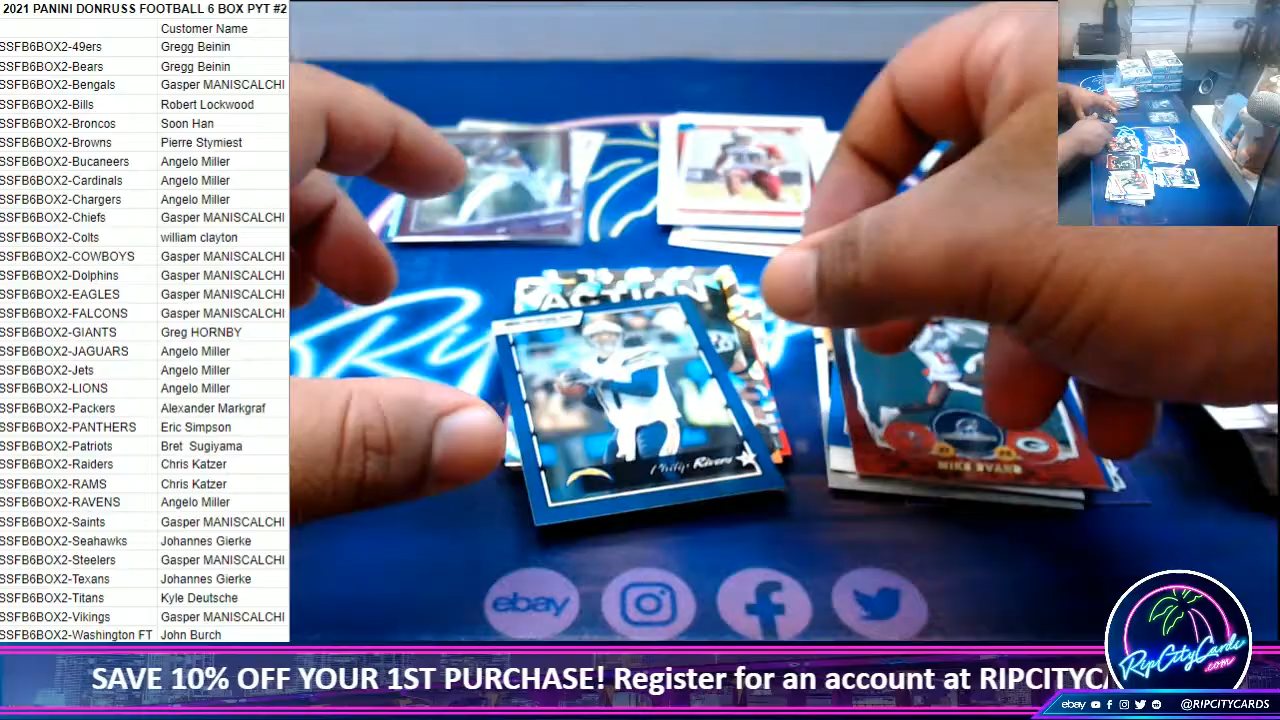 2021 PANINI DONRUSS FOOTBALL 6 BOX PYT #2
Customer Name
SSFB6BOX2-49ers Gregg Beinin
SSFB6BOX2-Bears Gregg Beinin
SSFB6BOX2-Bengals Gasper MANISCALCHI
SSFB6BOX2-Bills Robert Lockwood
SSFB6BOX2-Broncos Soon Han
SSFB6BOX2-Browns Pierre Stymiest
SSFB6BOX2-Bucaneers Angelo Miller
SSFB6BOX2-Cardinals Angelo Miller
SSFB6BOX2-Chargers Angelo Miller
SSFB6BOX2-Chiefs Gasper MANISCALCHI
SSFB6BOX2-Colts william clayton
SSFB6BOX2-COWBOYS Gasper MANISCALCHI
SSFB6BOX2-Dolphins Gasper MANISCALCHI
SSFB6BOX2-EAGLES Gasper MANISCALCHI
SSFB6BOX2-FALCONS Gasper MANISCALCHI
SSFB6BOX2-GIANTS Greg HORNBY
SSFB6BOX2-JAGUARS Angelo Miller
SSFB6BOX2-Jets Angelo Miller
SSFB6BOX2-LIONS Angelo Miller
SSFB6BOX2-Packers Alexander Markgraf
SSFB6BOX2-PANTHERS Eric Simpson
SSFB6BOX2-Patriots Bret Sugiyama
SSFB6BOX2-Raiders Chris Katzer
SSFB6BOX2-RAMS Chris Katzer
SSFB6BOX2-RAVENS Angelo Miller
SSFB6BOX2-Saints Gasper MANISCALCHI
SSFB6BOX2-Seahawks Johannes Gierke
SSFB6BOX2-Steelers Gasper MANISCALCHI
SSFB6BOX2-Texans Johannes Gierke
SSFB6BOX2-Titans Kyle Deutsche
SSFB6BOX2-Vikings Gasper MANISCALCHI
SSFB6BOX2-Washington FT John Burch
ACTION
Philip Rivers
MIKE EVANS
ebay
SAVE 10% OFF YOUR 1ST PURCHASE! Register for an account at RIPCITYC
RipCityCards
.com
ebay @RIPCITYCARDS